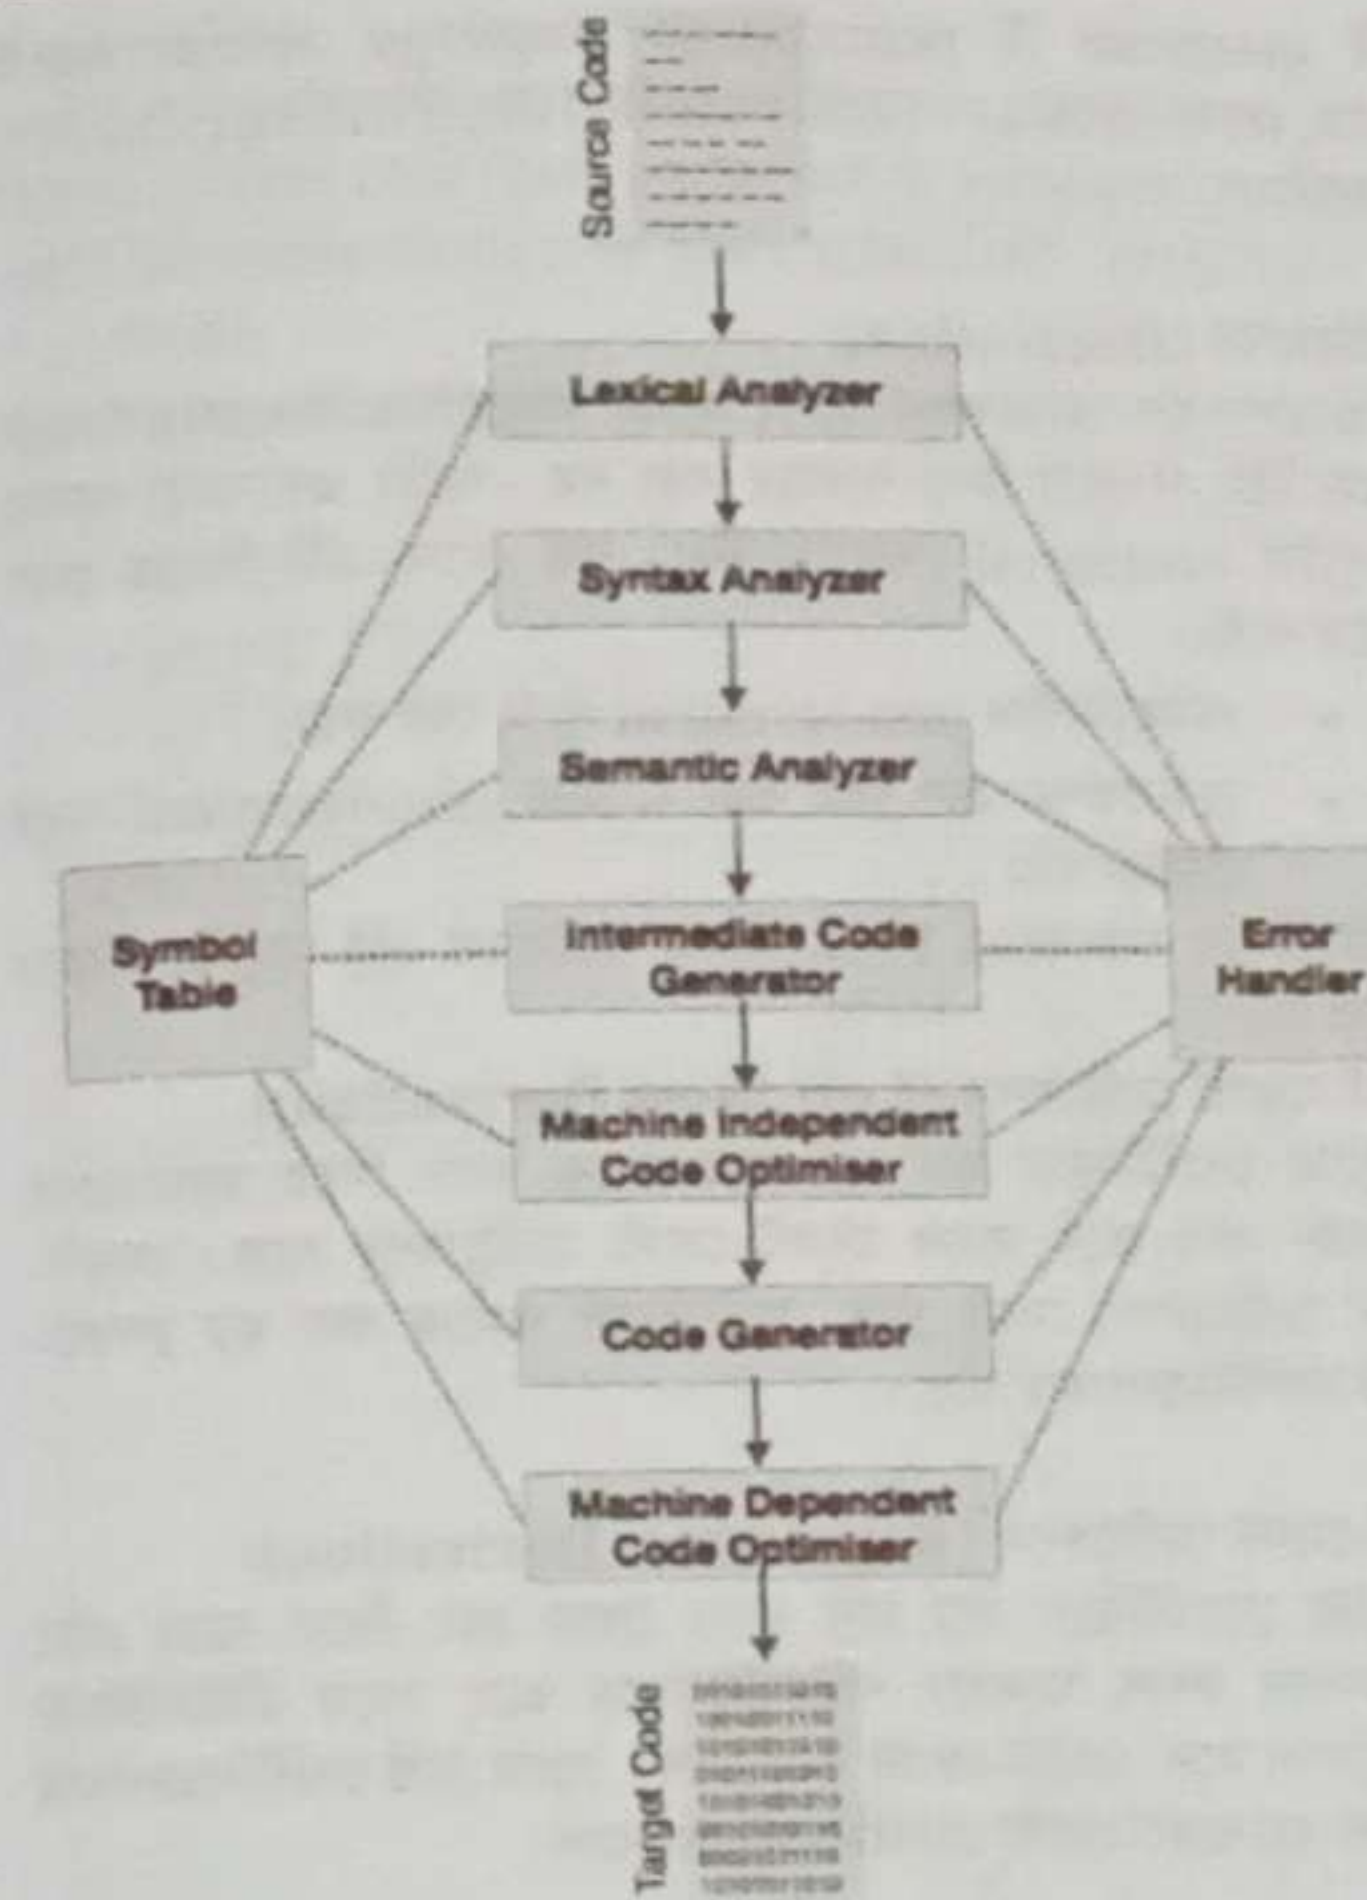 Source Code
Lexical Analyzer
Syntax Analyzer
Semantic Analyzer
Symbol
Table
Intermediate Code
Generator
Error
Handler
Machine Independent
Code Optimiser
Code Generator
Machine Dependent
Code Optimiser
Target Code